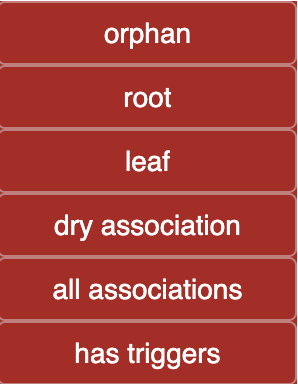 orphan
root
leaf
dry association
all associations
has triggers